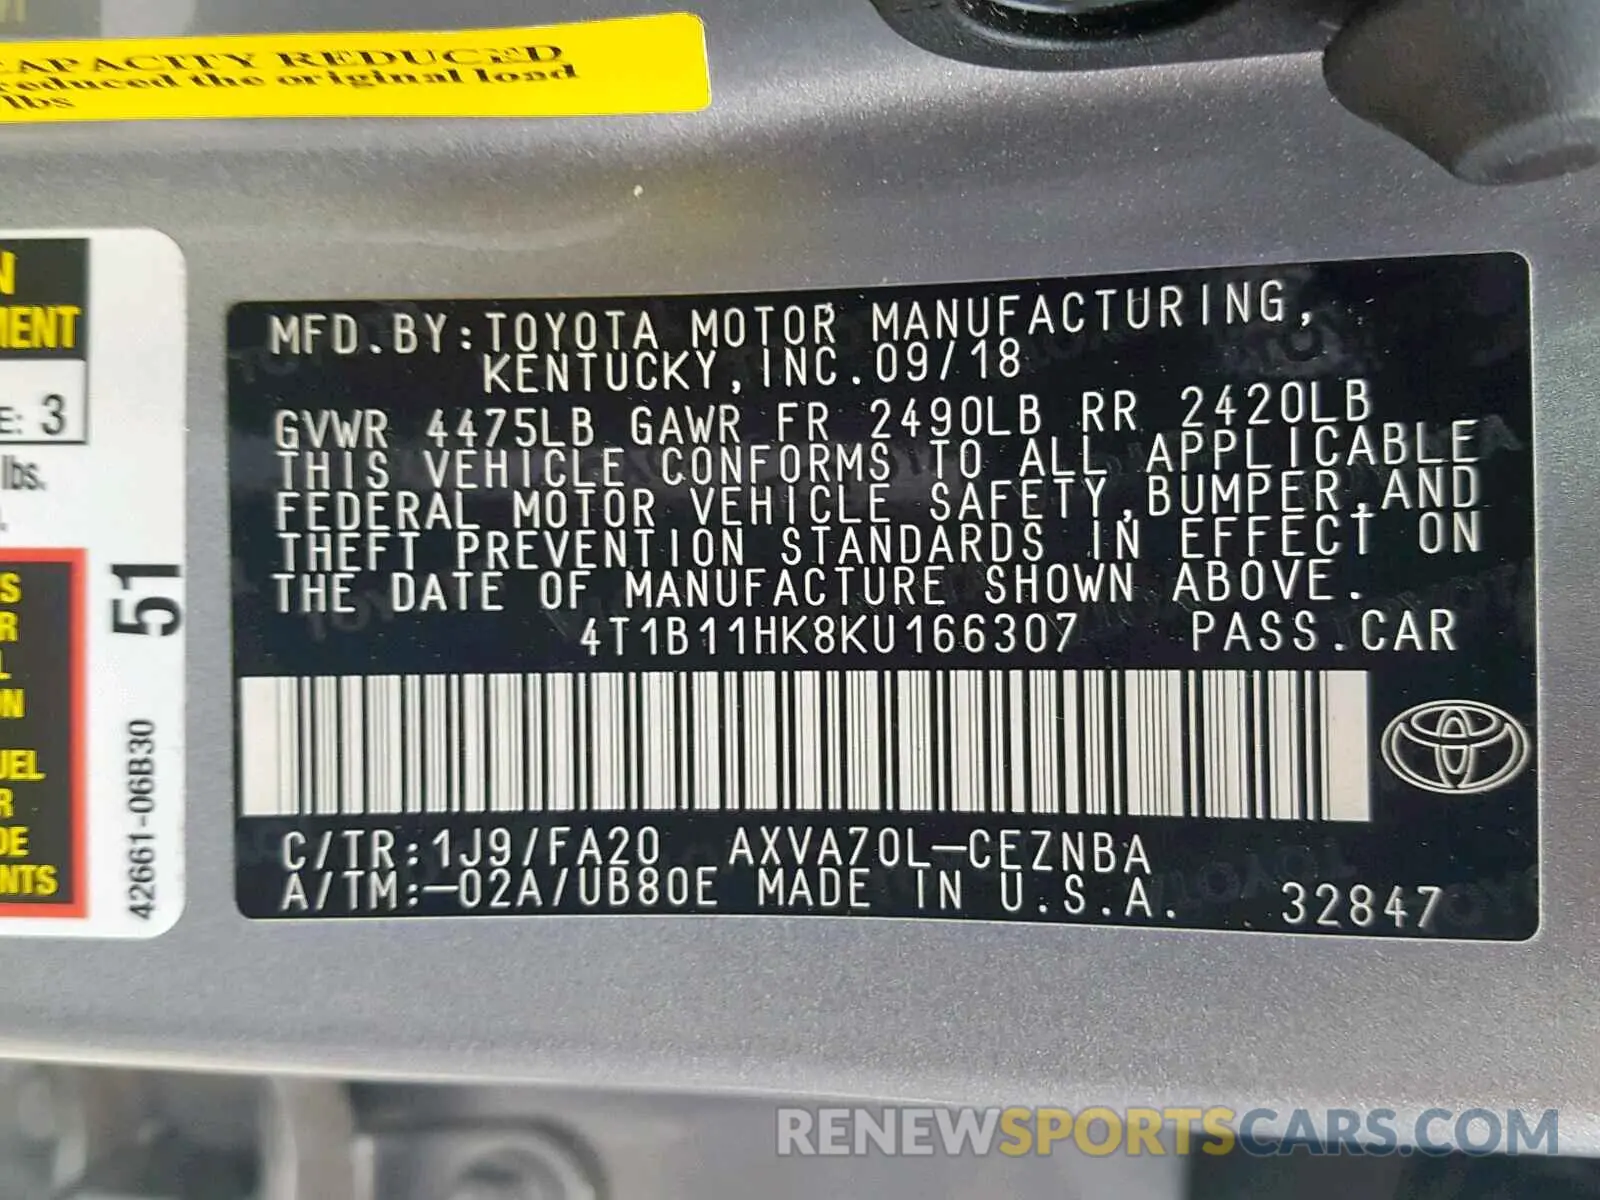 CAPACITY REDUCED
reduced the original load
lbs
N
MENT
E: 3
lbs.
S
R
L
N
UEL
R
DE
NTS
51
42661-06B30
MFD.BY:TOYOTA MOTOR MANUFACTURING,
KENTUCKY,INC.09/18
GVWR 4475LB GAWR FR 2490LB RR 2420LB
THIS VEHICLE CONFORMS TO ALL APPLICABLE
FEDERAL MOTOR VEHICLE SAFETY,BUMPER,AND
THEFT PREVENTION STANDARDS IN EFFECT ON
THE DATE OF MANUFACTURE SHOWN ABOVE.
4T1B11HK8KU166307 PASS.CAR
C/TR:1J9/FA20 AXVA70L-CEZNBA
A/TM:-02A/UB80E MADE IN U.S.A. 32847
RENEWSPORTSCARS.COM